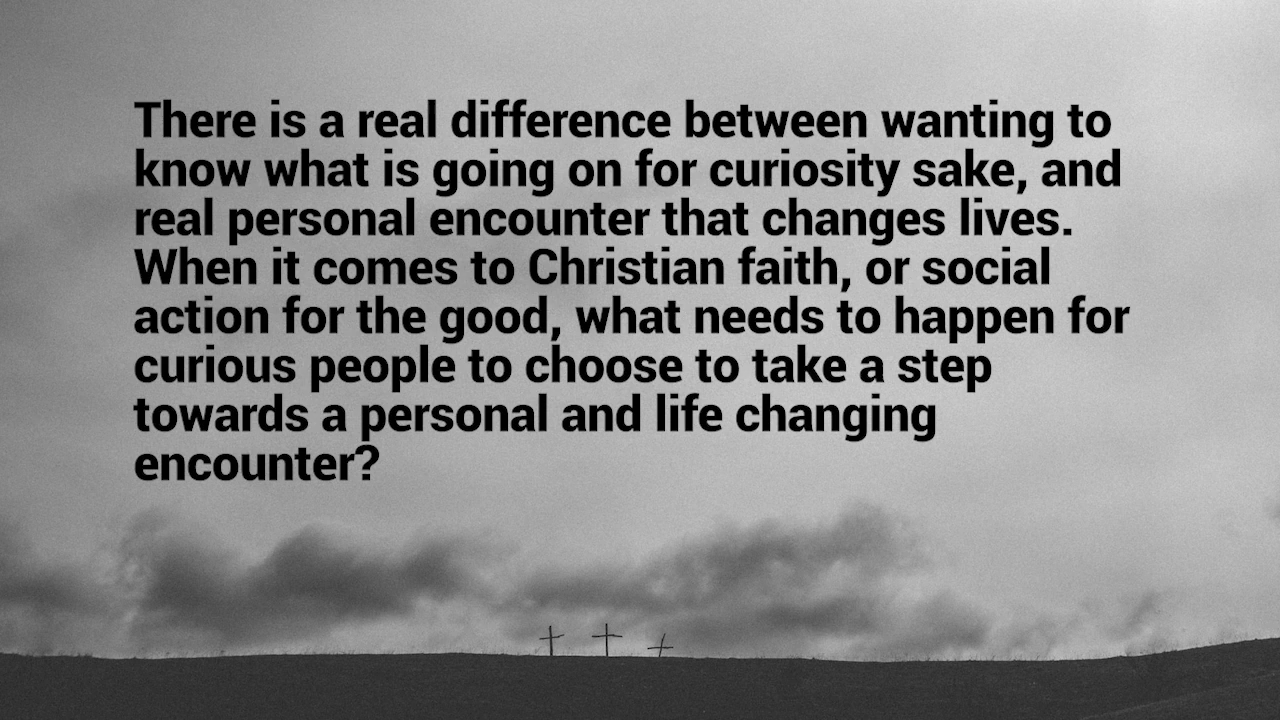 There is a real difference between wanting to
know what is going on for curiosity sake, and
real personal encounter that changes lives.
When it comes to Christian faith, or social
action for the good, what needs to happen for
curious people to choose to take a step
towards a personal and life changing
encounter?